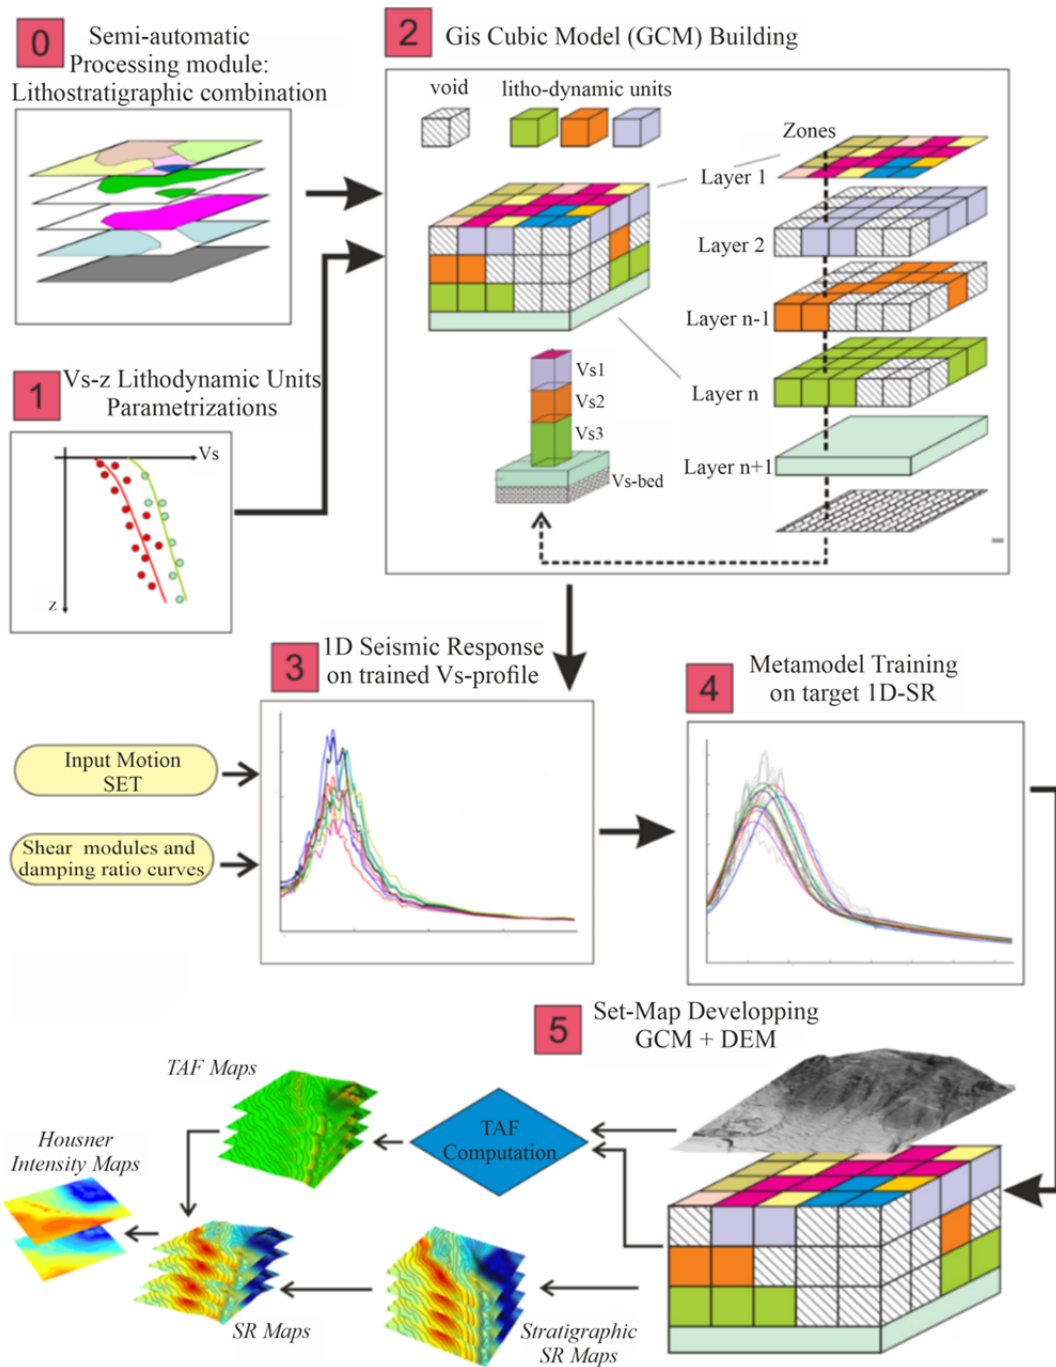 0
Semi-automatic
Processing module:
Lithostratigraphic combination
1
Vs-z Lithodynamic Units
Parametrizations
Vs
z
2
Gis Cubic Model (GCM) Building
void
litho-dynamic units
Zones
Layer 1
Layer 2
Layer n-1
Layer n
Layer n+1
Vs1
Vs2
Vs3
Vs-bed
3
1D Seismic Response
on trained Vs-profile
Input Motion
SET
Shear modules and
damping ratio curves
4
Metamodel Training
on target 1D-SR
5
Set-Map Developping
GCM + DEM
TAF Maps
TAF
Computation
Housner
Intensity Maps
SR Maps
Stratigraphic
SR Maps